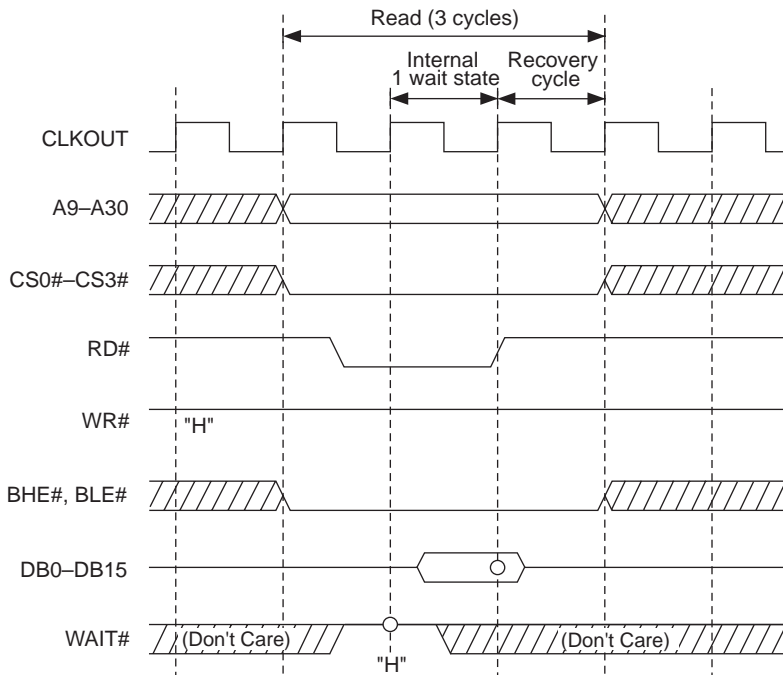 Read (3 cycles)
Internal
1 wait state
Recovery
cycle
CLKOUT
A9–A30
CS0#–CS3#
RD#
WR#
"H"
BHE#, BLE#
DB0–DB15
WAIT#
(Don't Care)
(Don't Care)
"H"